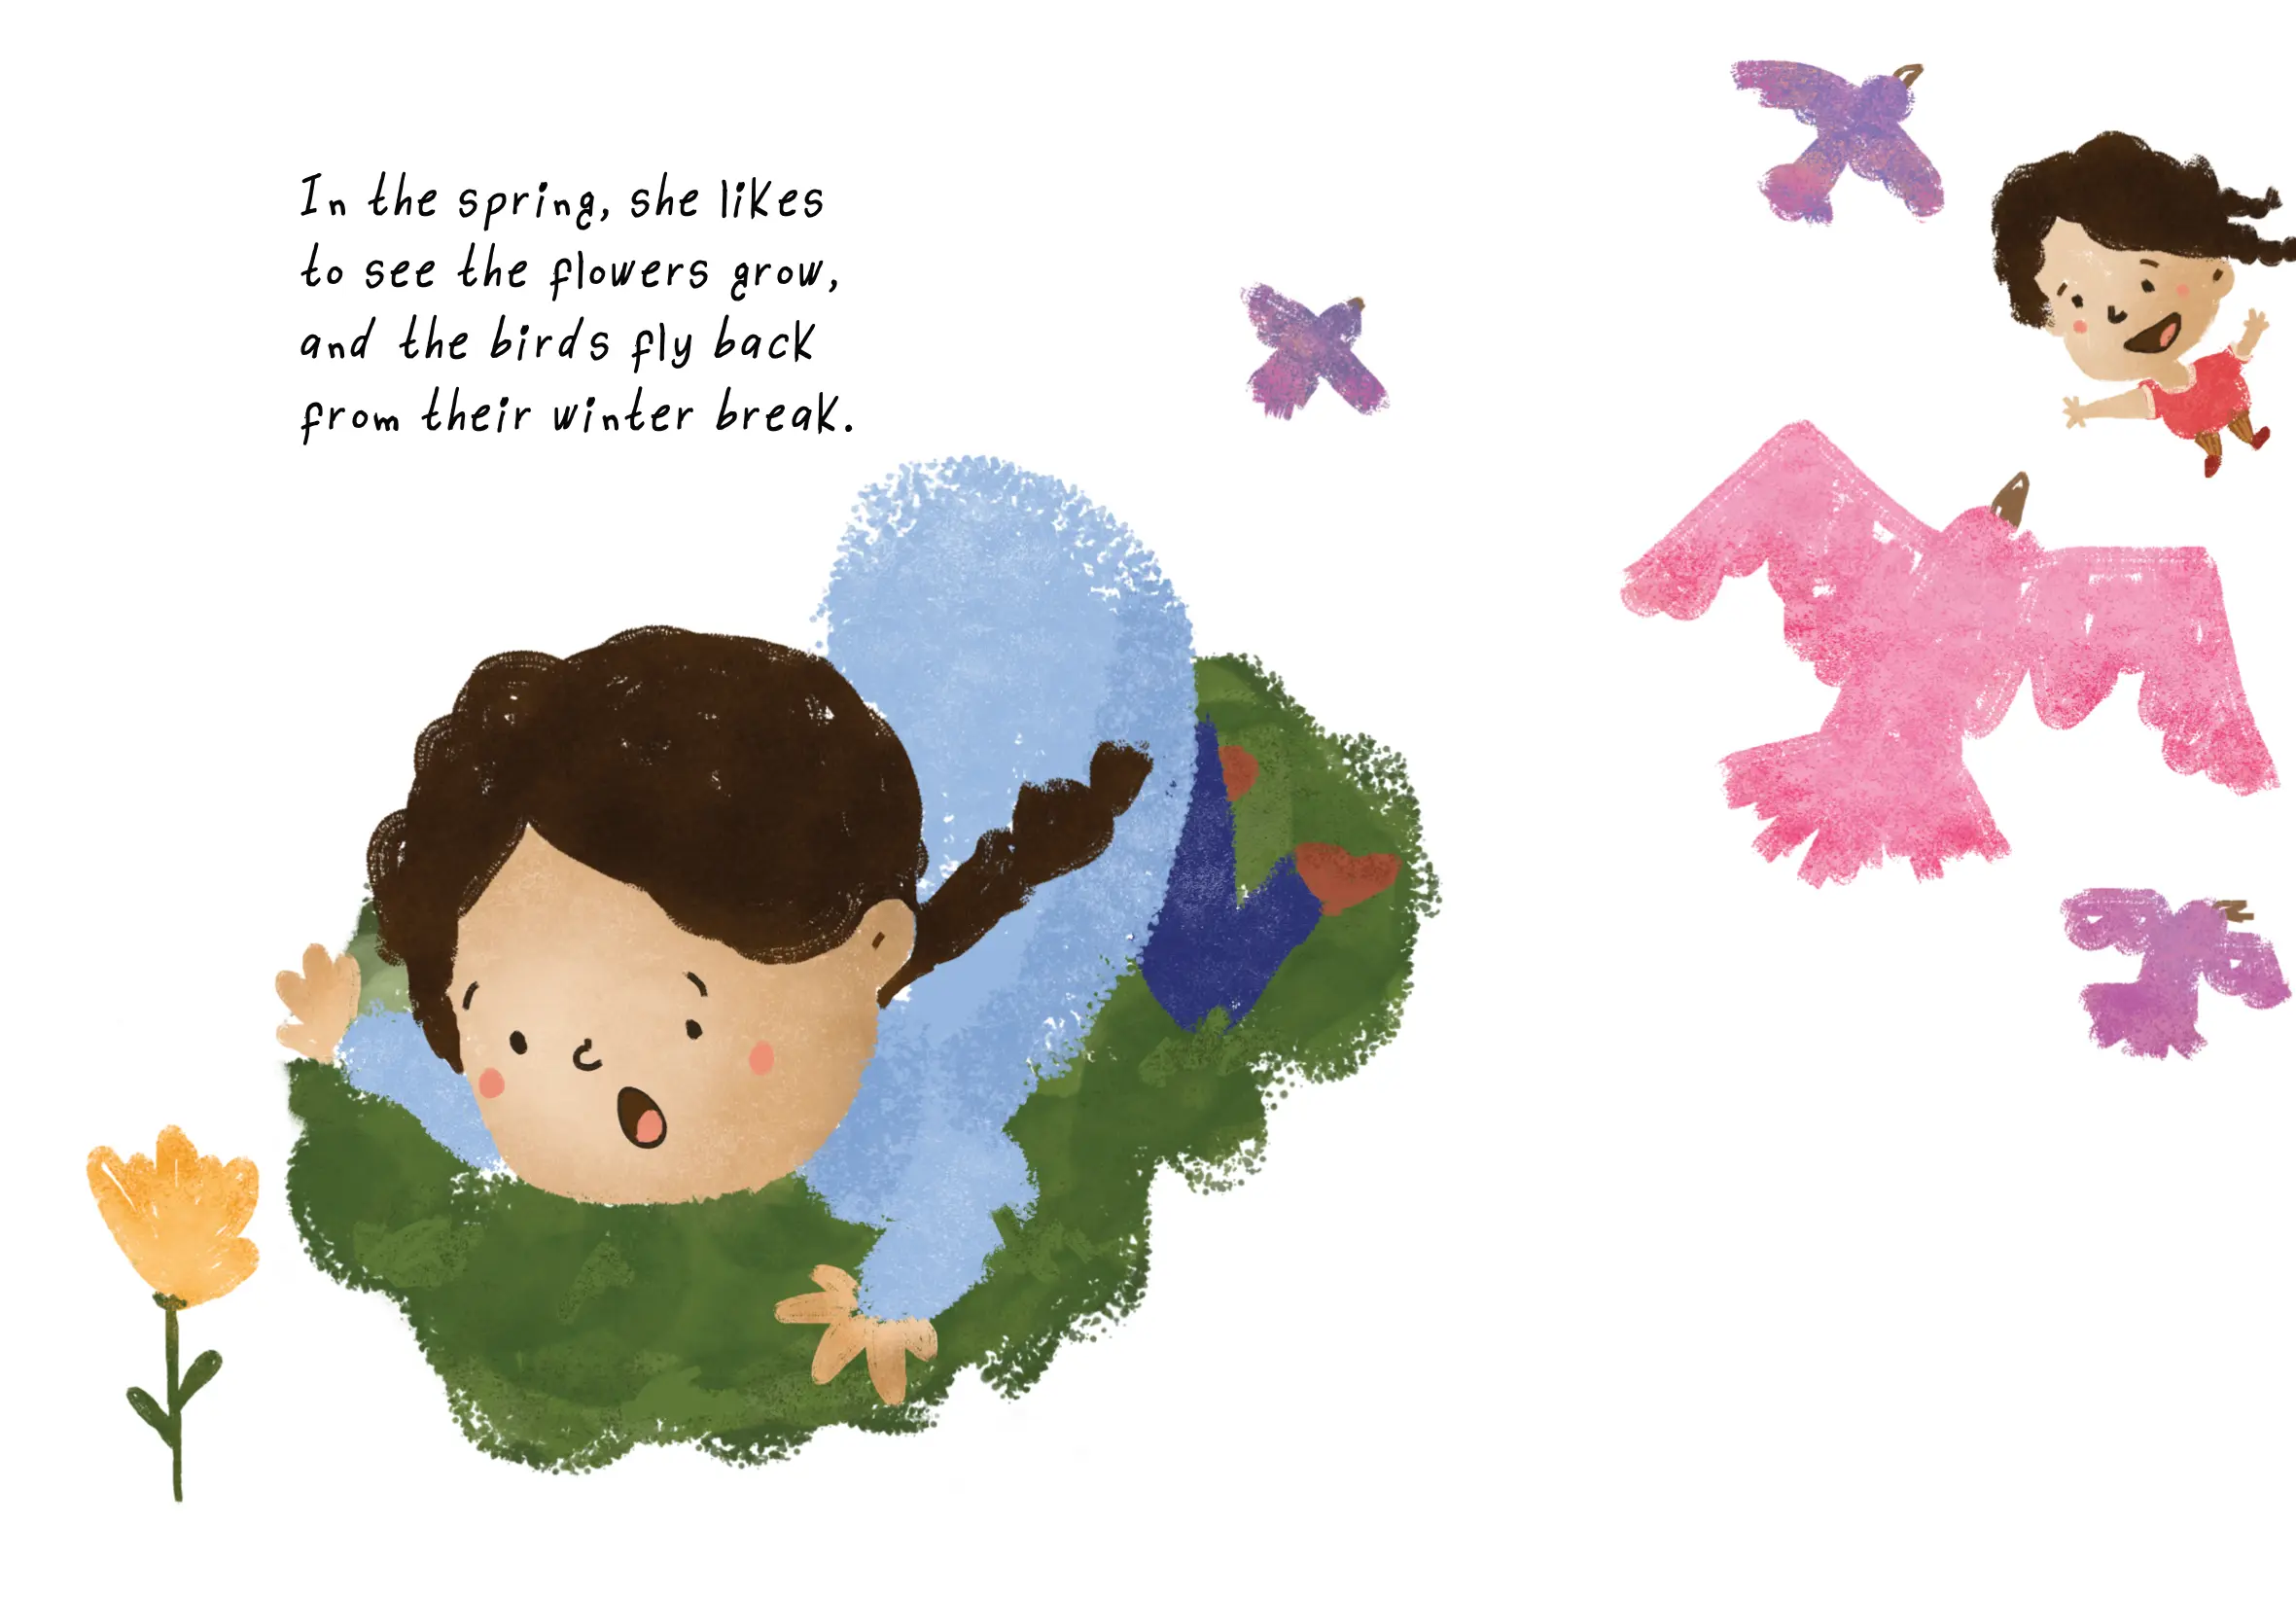 In the spring, she likes
to see the flowers grow,
and the birds fly back
from their winter break.